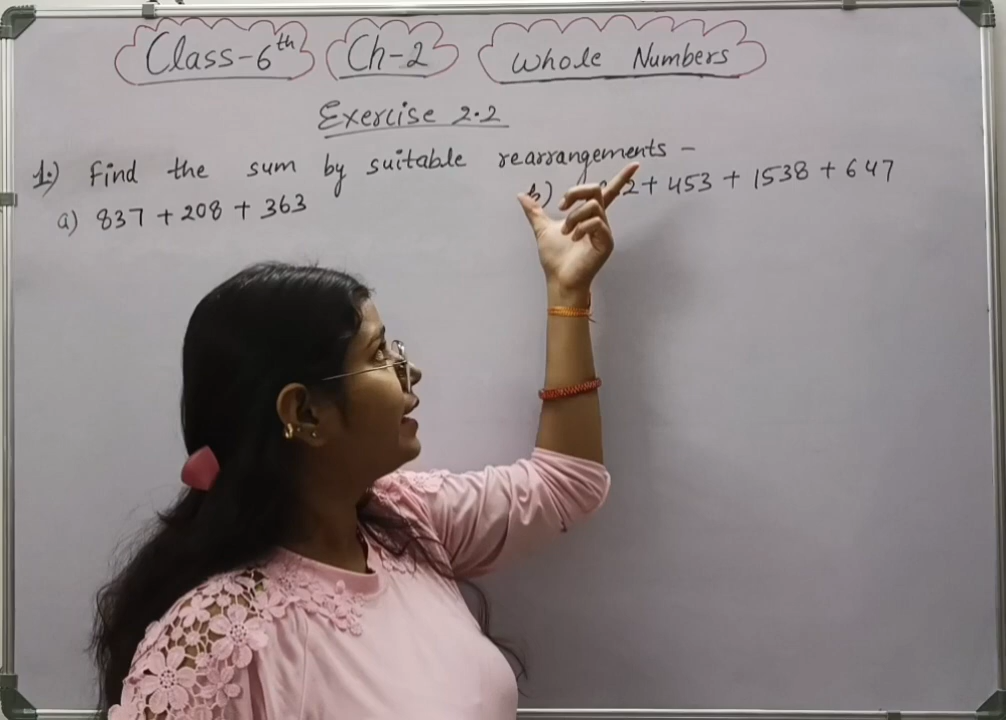 Class-6th Ch-2 Whole Numbers
Exercise 2.2
1.) Find the sum by suitable rearrangements -
a) 837 + 208 + 363
b) 2 + 453 + 1538 + 647